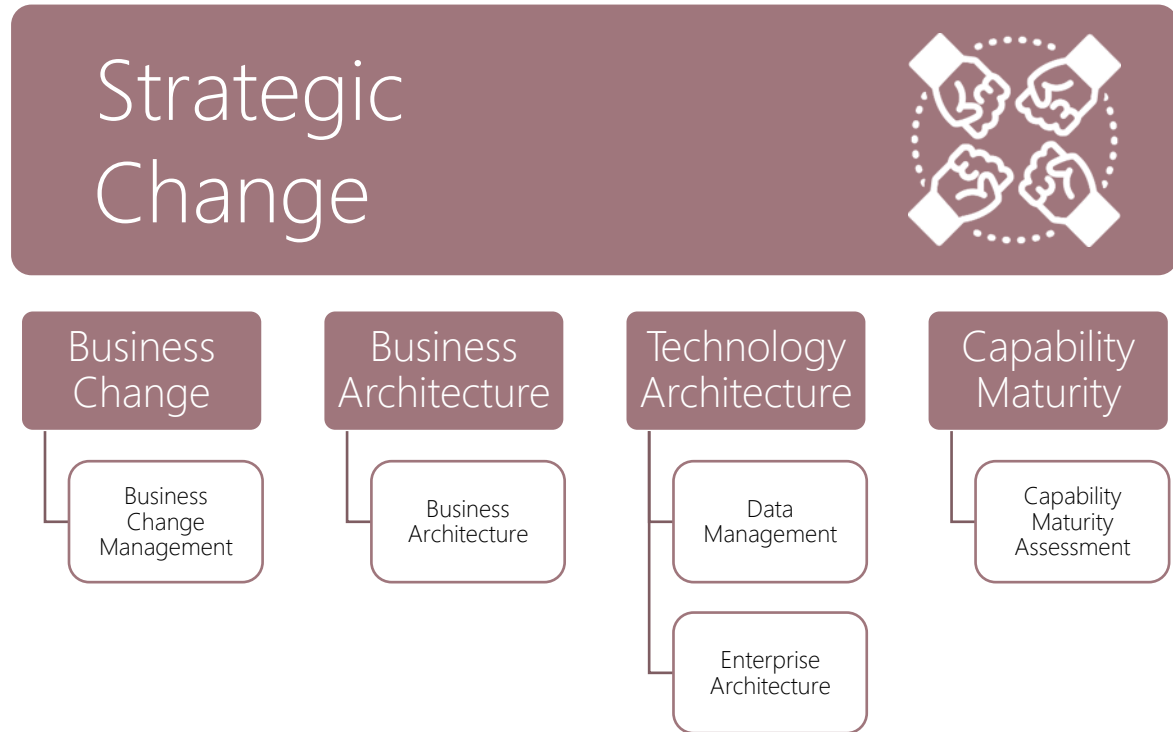 Strategic
Change
Business
Change
Business
Architecture
Technology
Architecture
Capability
Maturity
Business
Change
Management
Business
Architecture
Data
Management
Capability
Maturity
Assessment
Enterprise
Architecture